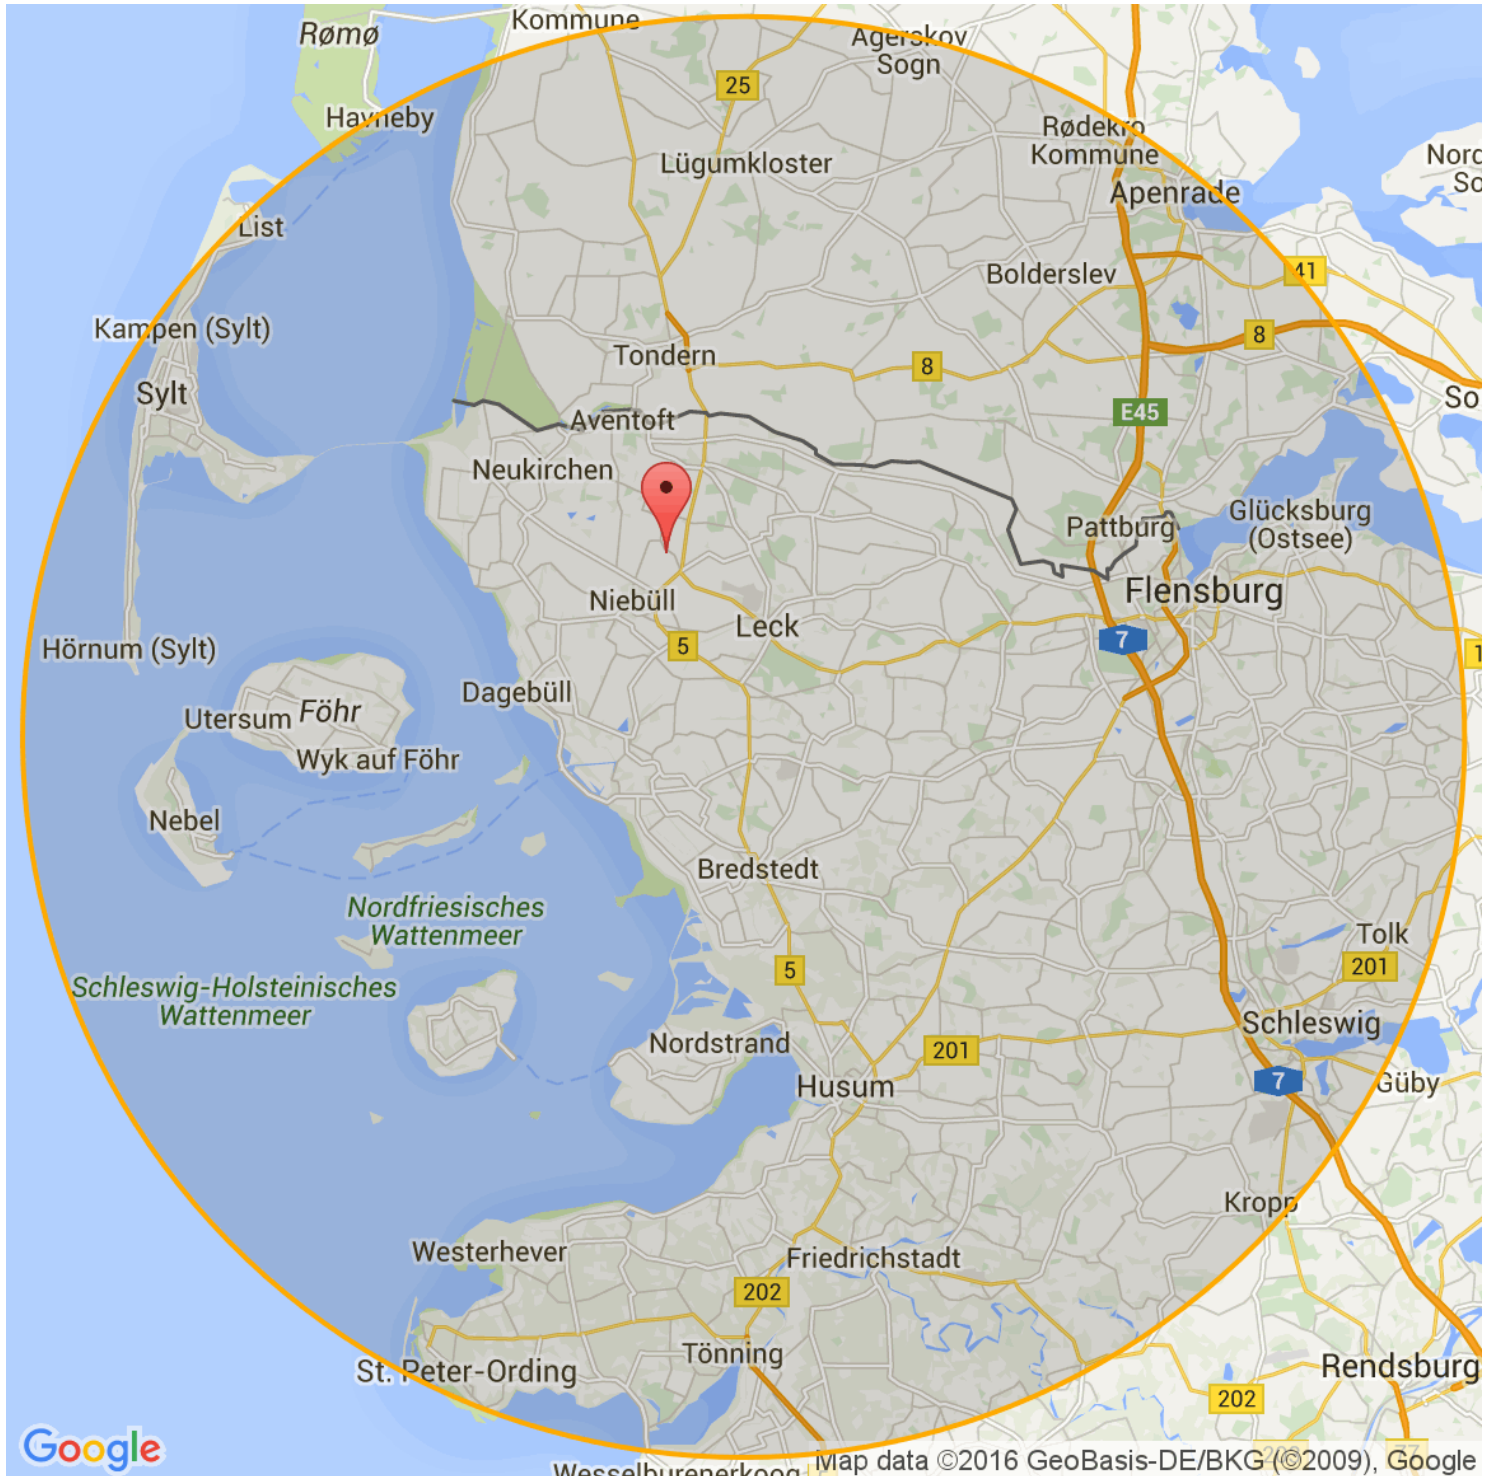 Kommune
Rømø
Agerskov
Sogn
25
Havneby
Rødekro
Kommune
Lügumkloster
Apenrade
List
Bolderslev
41
Kampen (Sylt)
8
Tondern
8
Sylt
So
E45
Aventoft
Neukirchen
Glücksburg
(Ostsee)
Pattburg
Flensburg
Niebüll
Leck
7
5
Hörnum (Sylt)
1
Dagebüll
Utersum
Föhr
Wyk auf Föhr
Nebel
Bredstedt
Nordfriesisches
Wattenmeer
Tolk
201
5
Schleswig-Holsteinisches
Wattenmeer
Schleswig
Nordstrand
201
Husum
7
Güby
Kropp
Westerhever
Friedrichstadt
202
Tönning
St. Peter-Ording
Rendsburg
202
Google
Map data ©2016 GeoBasis-DE/BKG (©2009), Google
Wesselburenerkoog